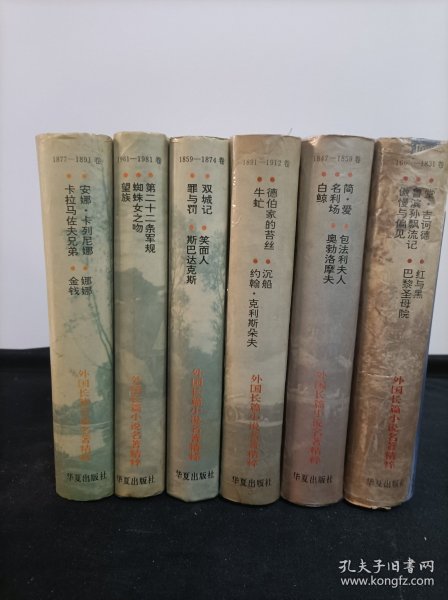 1877—1891卷
安娜·卡列尼娜
娜娜
卡拉马佐夫兄弟
金钱
外国长篇小说名著精粹
华夏出版社
1961—1981卷
第二十二条军规
蜘蛛女之吻
望族
外国长篇小说名著精粹
华夏出版社
1859—1874卷
双城记
笑面人
罪与罚
斯巴达克斯
外国长篇小说名著精粹
华夏出版社
1891—1912卷
德伯家的苔丝
沉船
牛虻
约翰·克利斯朵夫
外国长篇小说名著精粹
华夏出版社
1847—1859卷
简·爱
包法利夫人
名利场
奥勃洛摩夫
白鲸
外国长篇小说名著精粹
华夏出版社
1831卷
堂·吉诃德
红与黑
鲁滨孙飘流记
巴黎圣母院
傲慢与偏见
外国长篇小说名著精粹
华夏出版社
孔夫子旧书网
www.kongfz.com